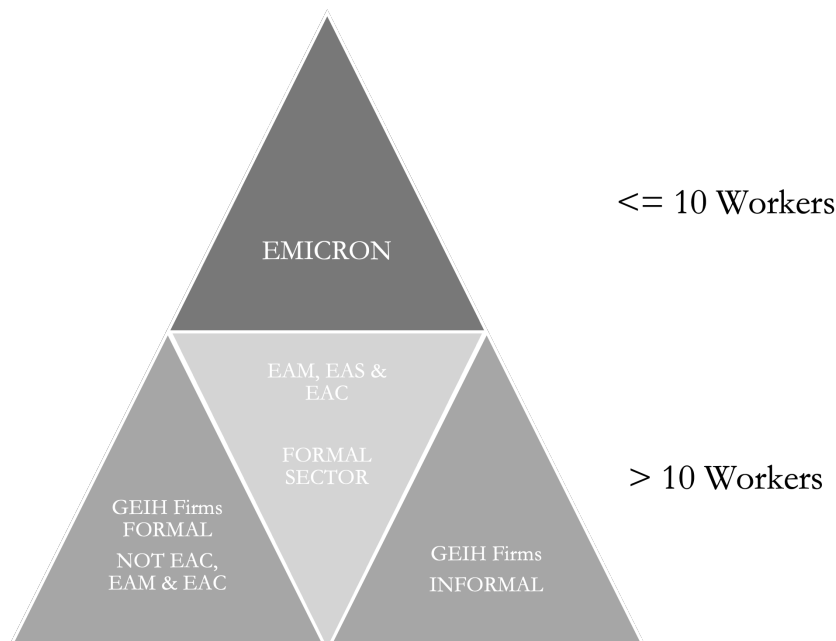 <= 10 Workers
EMICRON
EAM, EAS &
EAC
FORMAL
SECTOR
> 10 Workers
GEIH Firms
FORMAL
NOT EAC,
EAM & EAC
GEIH Firms
INFORMAL